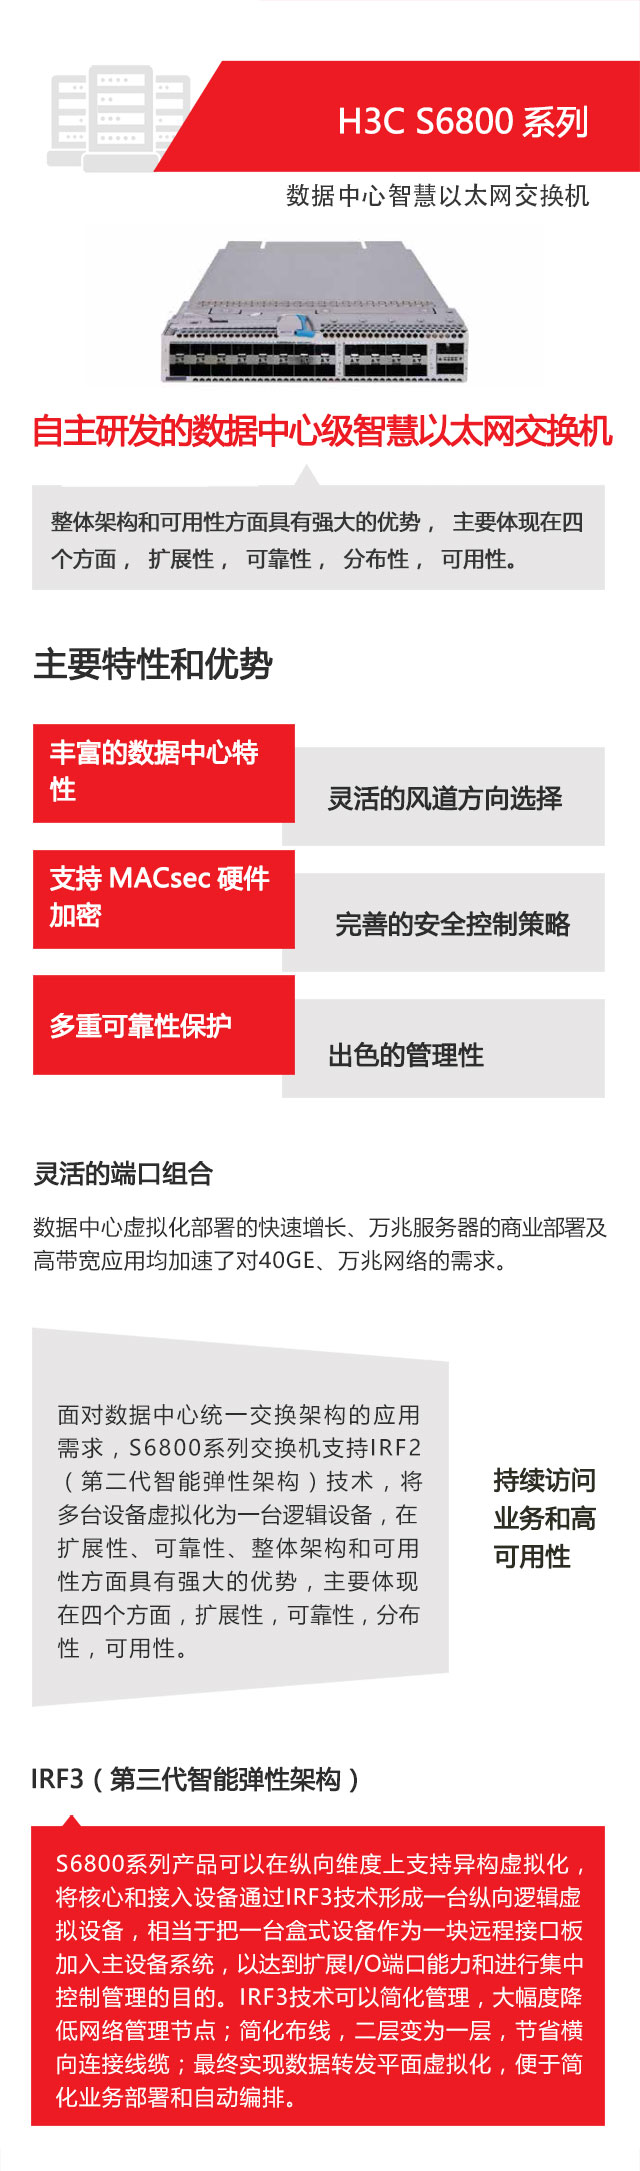 H3C S6800 系列
数据中心智慧以太网交换机
自主研发的数据中心级智慧以太网交换机
整体架构和可用性方面具有强大的优势， 主要体现在四
个方面， 扩展性， 可靠性， 分布性， 可用性。
主要特性和优势
丰富的数据中心特
性
灵活的风道方向选择
支持 MACsec 硬件
加密
完善的安全控制策略
多重可靠性保护
出色的管理性
灵活的端口组合
数据中心虚拟化部署的快速增长、万兆服务器的商业部署及
高带宽应用均加速了对40GE、万兆网络的需求。
面对数据中心统一交换架构的应用
需求，S6800系列交换机支持IRF2
（第二代智能弹性架构）技术，将
多台设备虚拟化为一台逻辑设备，在
扩展性、可靠性、整体架构和可用
性方面具有强大的优势，主要体现
在四个方面，扩展性，可靠性，分布
性，可用性。
持续访问
业务和高
可用性
IRF3（第三代智能弹性架构）
S6800系列产品可以在纵向维度上支持异构虚拟化，
将核心和接入设备通过IRF3技术形成一台纵向逻辑虚
拟设备，相当于把一台盒式设备作为一块远程接口板
加入主设备系统，以达到扩展I/O端口能力和进行集中
控制管理的目的。IRF3技术可以简化管理，大幅度降
低网络管理节点；简化布线，二层变为一层，节省横
向连接线缆；最终实现数据转发平面虚拟化，便于简
化业务部署和自动编排。